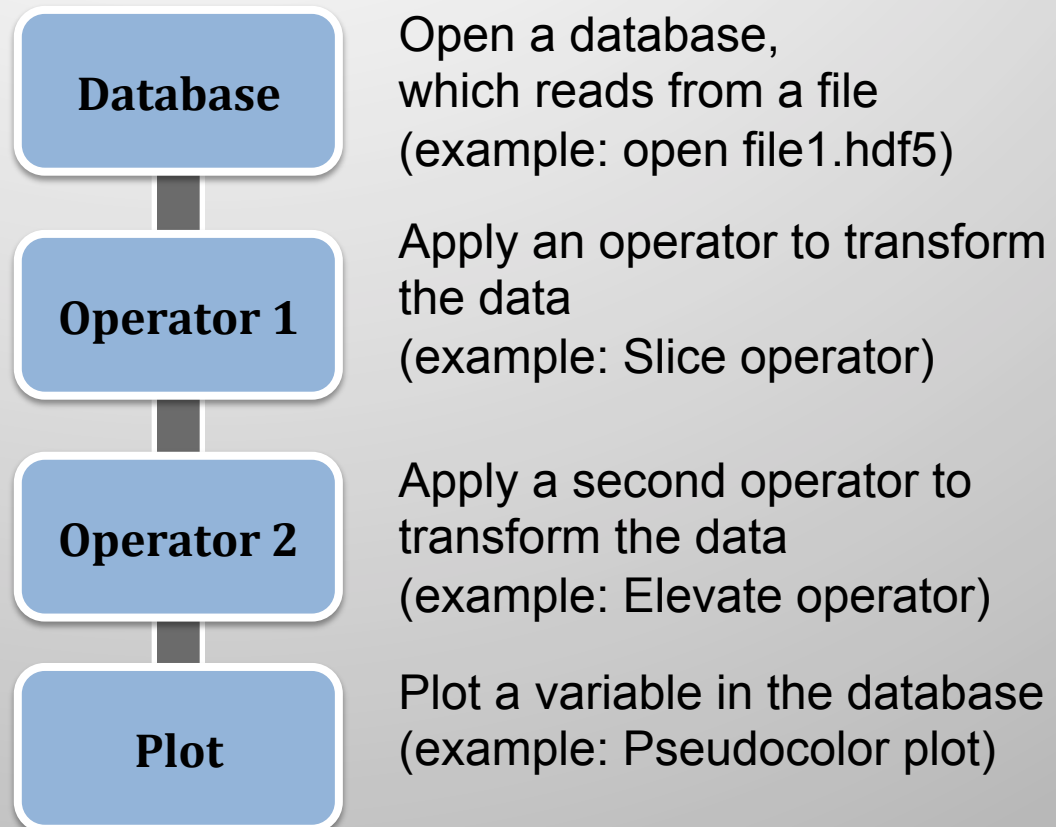 Database
Open a database,
which reads from a file
(example: open file1.hdf5)
Operator 1
Apply an operator to transform
the data
(example: Slice operator)
Operator 2
Apply a second operator to
transform the data
(example: Elevate operator)
Plot
Plot a variable in the database
(example: Pseudocolor plot)